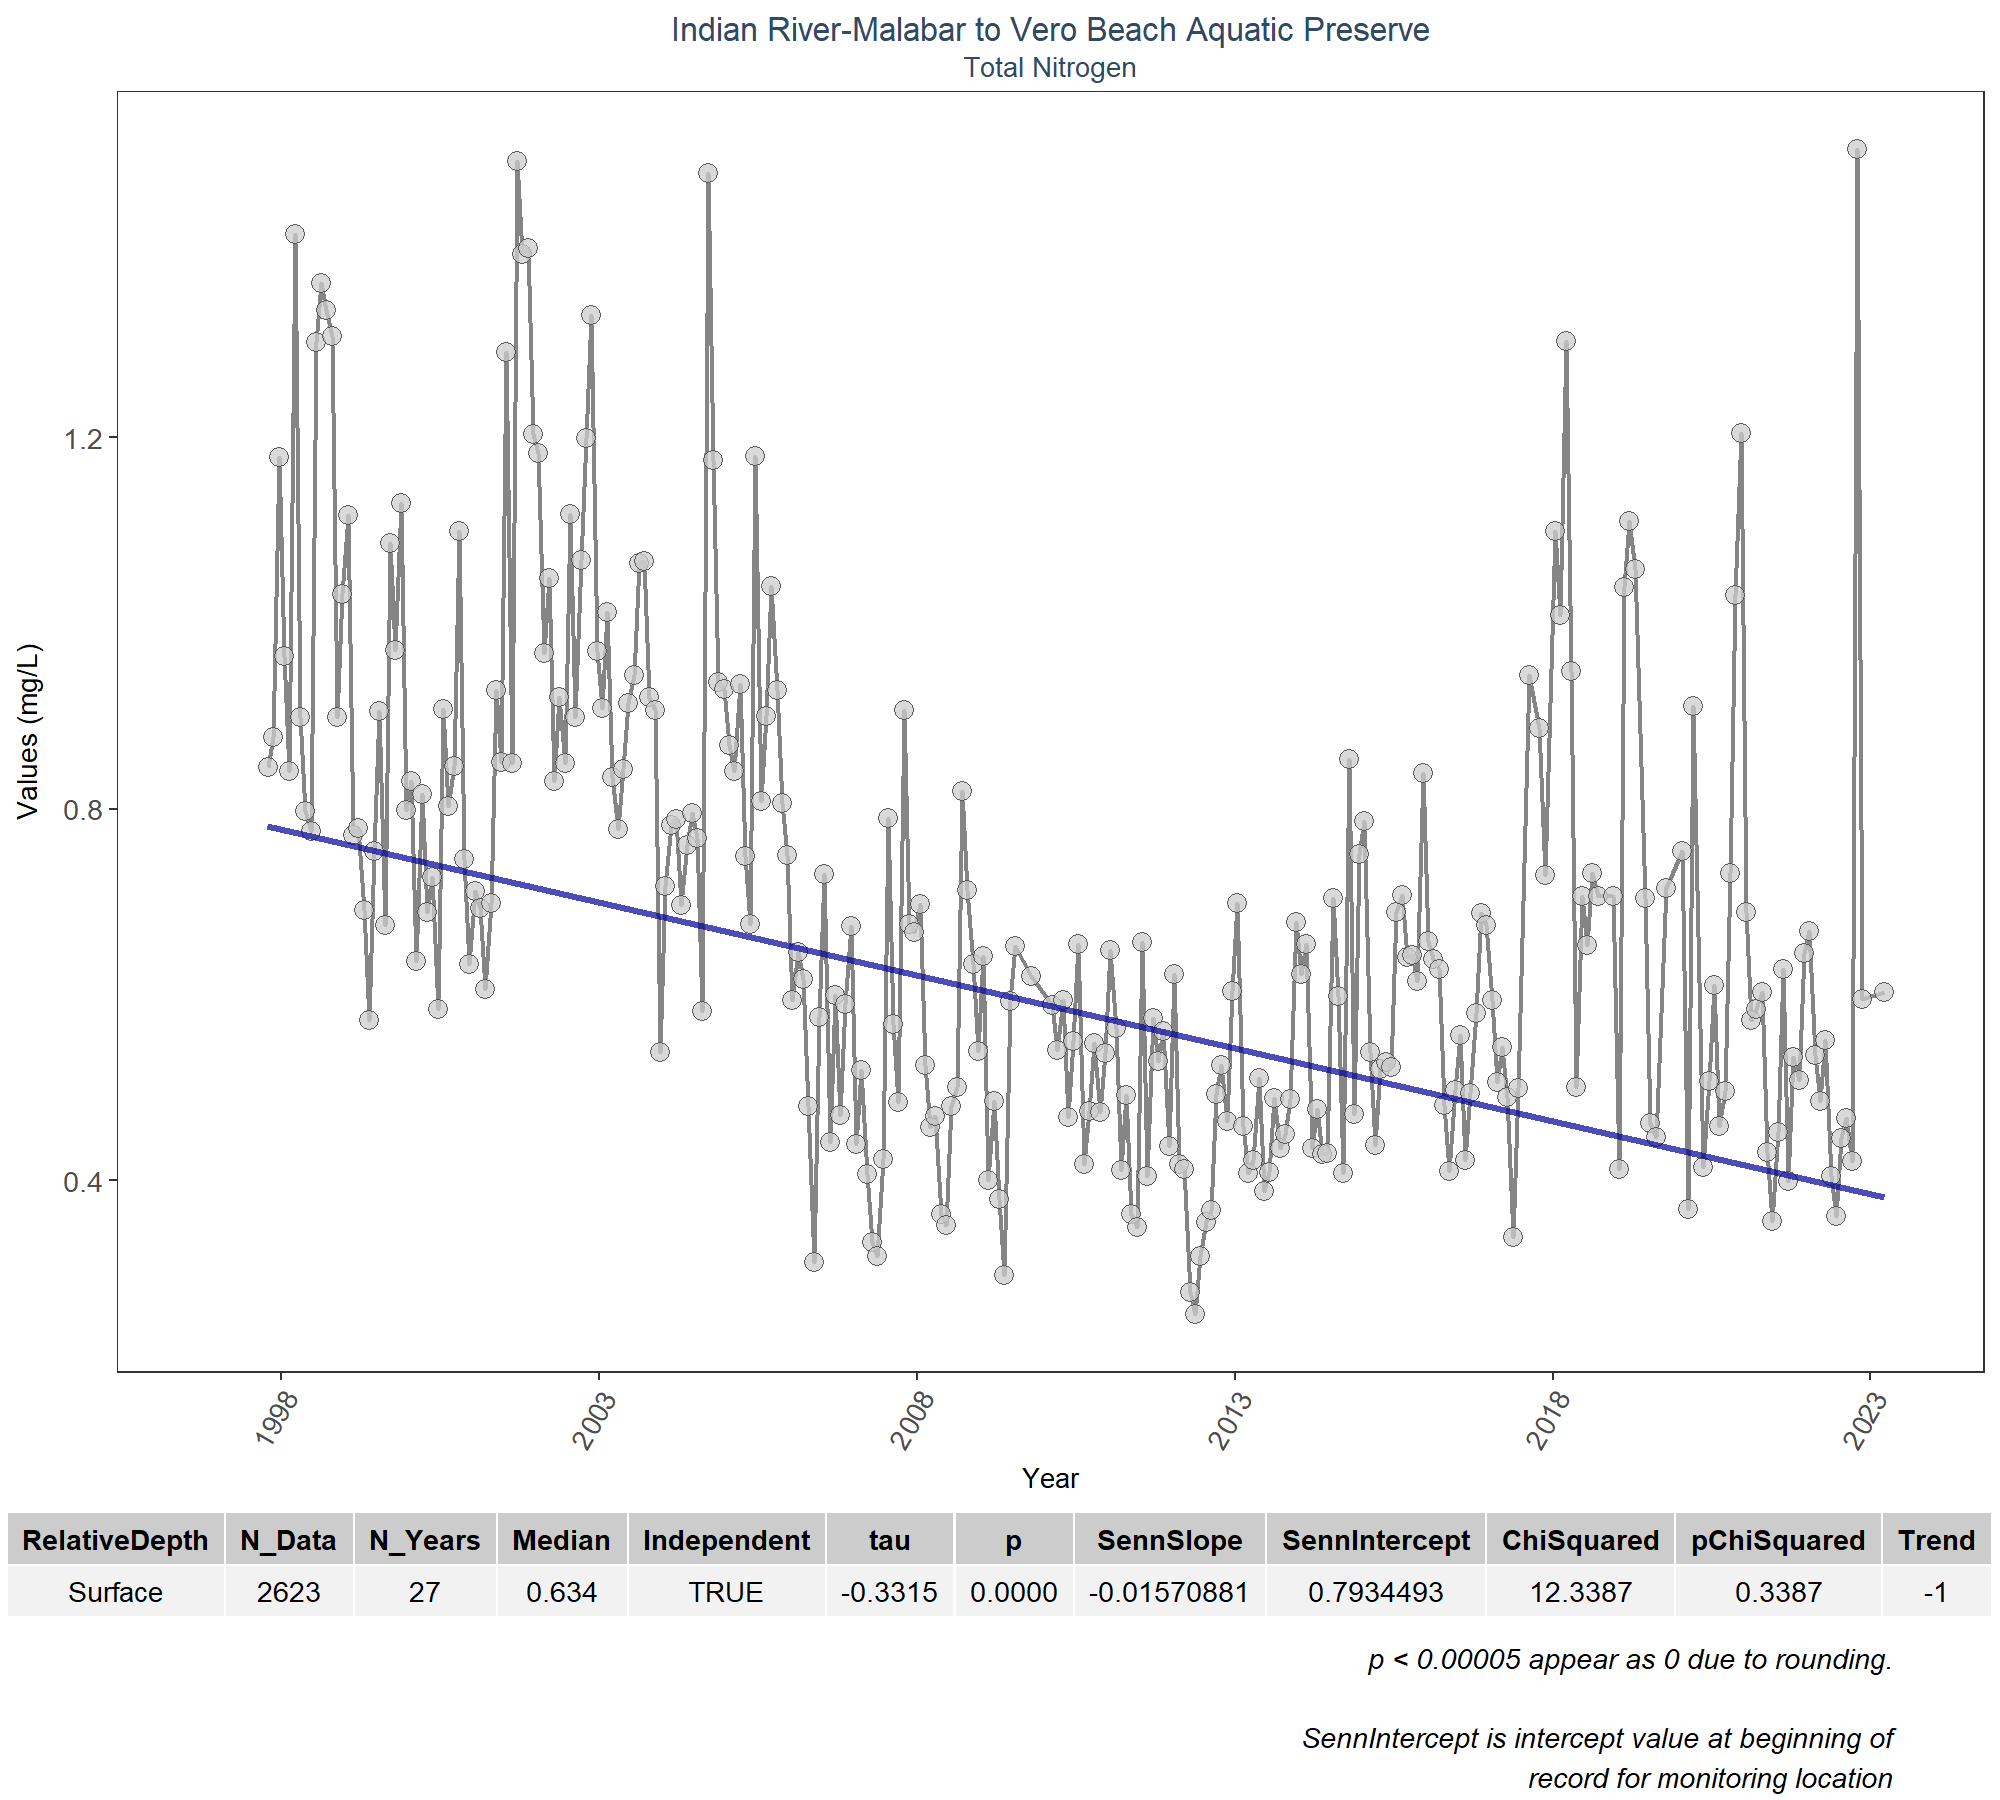 Indian River-Malabar to Vero Beach Aquatic Preserve
Total Nitrogen
Values (mg/L)
1.2
0.8
0.4
1998 2003 2008 2013 2018 2023
Year
RelativeDepth N_Data N_Years Median Independent tau p SennSlope SennIntercept ChiSquared pChiSquared Trend
Surface 2623 27 0.634 TRUE -0.3315 0.0000 -0.01570881 0.7934493 12.3387 0.3387 -1
p < 0.00005 appear as 0 due to rounding.
SennIntercept is intercept value at beginning of
record for monitoring location